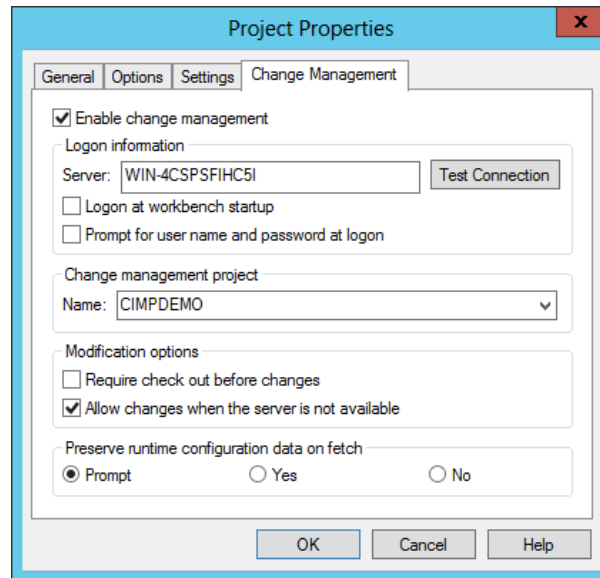 Project Properties
x
General Options Settings Change Management
Enable change management
Logon information
Server: WIN-4CSPSFIHC5I Test Connection
Logon at workbench startup
Prompt for user name and password at logon
Change management project
Name: CIMPDEMO
Modification options
Require check out before changes
Allow changes when the server is not available
Preserve runtime configuration data on fetch
Prompt Yes No
OK Cancel Help